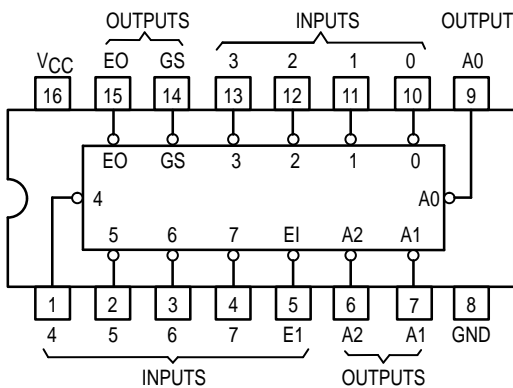 OUTPUTS INPUTS OUTPUT
VCC EO GS 3 2 1 0 A0
16 15 14 13 12 11 10 9
EO GS 3 2 1 0
4 A0
5 6 7 EI A2 A1
1 2 3 4 5 6 7 8
4 5 6 7 E1 A2 A1 GND
INPUTS OUTPUTS